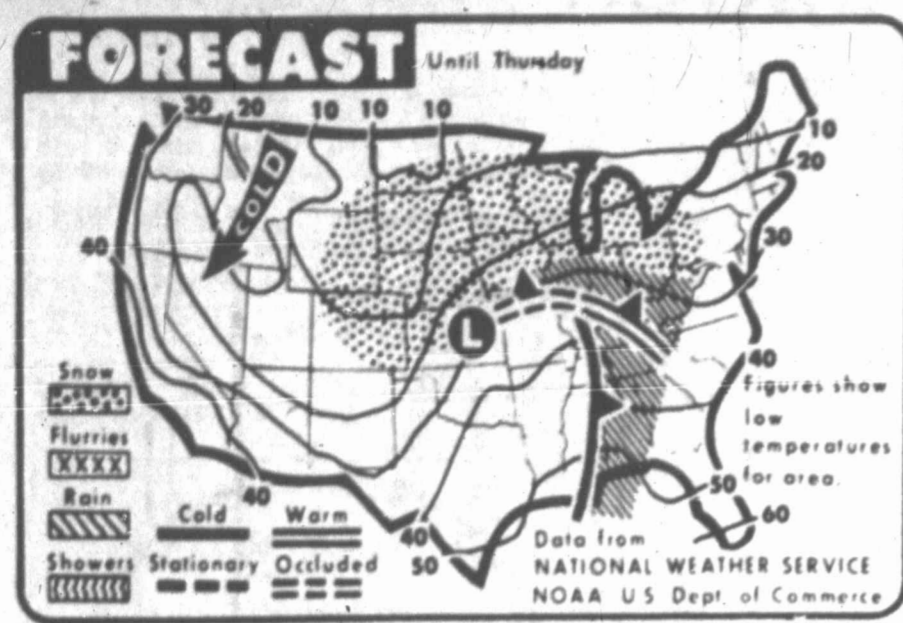 FORECAST Until Thursday
30 20 10 10 10
10
20
COLD
30
40
L
40
Snow
Flurries
Rain
Showers
Figures show
low
temperatures
for area.
40
50
60
Cold Warm
Stationary Occluded
40
50
Data from
NATIONAL WEATHER SERVICE
NOAA U S Dept. of Commerce